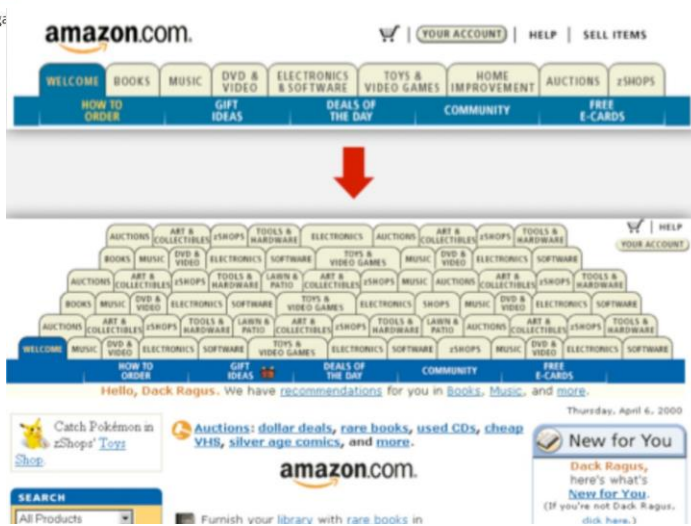 amazon.com.
YOUR ACCOUNT | HELP | SELL ITEMS
WELCOME BOOKS MUSIC DVD & VIDEO ELECTRONICS & SOFTWARE TOYS & VIDEO GAMES HOME IMPROVEMENT AUCTIONS zSHOPS
HOW TO ORDER GIFT IDEAS DEALS OF THE DAY COMMUNITY FREE E-CARDS
| HELP
YOUR ACCOUNT
AUCTIONS ART & COLLECTIBLES zSHOPS TOOLS & HARDWARE ELECTRONICS AUCTIONS ART & COLLECTIBLES zSHOPS TOOLS & HARDWARE
BOOKS MUSIC DVD & VIDEO ELECTRONICS SOFTWARE TOYS & VIDEO GAMES MUSIC DVD & VIDEO ELECTRONICS SOFTWARE
AUCTIONS ART & COLLECTIBLES zSHOPS TOOLS & HARDWARE LAWN & PATIO ART & COLLECTIBLES zSHOPS MUSIC AUCTIONS ART & COLLECTIBLES zSHOPS TOOLS & HARDWARE
BOOKS MUSIC DVD & VIDEO ELECTRONICS SOFTWARE TOYS & VIDEO GAMES ELECTRONICS SHOPS MUSIC DVD & VIDEO ELECTRONICS SOFTWARE
AUCTIONS ART & COLLECTIBLES zSHOPS TOOLS & HARDWARE LAWN & PATIO ART & COLLECTIBLES zSHOPS TOOLS & HARDWARE LAWN & PATIO AUCTIONS ART & COLLECTIBLES zSHOPS TOOLS & HARDWARE
WELCOME MUSIC DVD & VIDEO ELECTRONICS SOFTWARE TOYS & VIDEO GAMES ELECTRONICS SOFTWARE zSHOPS MUSIC DVD & VIDEO ELECTRONICS SOFTWARE
HOW TO ORDER GIFT IDEAS DEALS OF THE DAY COMMUNITY FREE E-CARDS
Hello, Dack Ragus. We have recommendations for you in Books, Music, and more.
Thursday, April 6, 2000
Catch Pokémon in
zShops' Toys
Shop.
Auctions: dollar deals, rare books, used CDs, cheap
VHS, silver age comics, and more.
amazon.com.
New for You
Dack Ragus,
here's what's
New for You.
(If you're not Dack Ragus,
click here.)
SEARCH
All Products
Furnish your library with rare books in